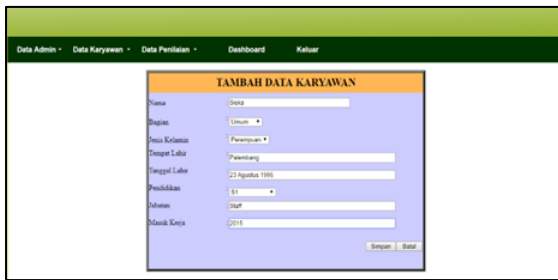 Data Admin Data Karyawan Data Penilaian Dashboard Keluar
TAMBAH DATA KARYAWAN
Nama Siska
Bagian Umum
Jenis Kelamin Perempuan
Tempat Lahir Palembang
Tanggal Lahir 23 Agustus 1996
Pendidikan S1
Jabatan Staff
Masuk Kerja 2015
Simpan Batal